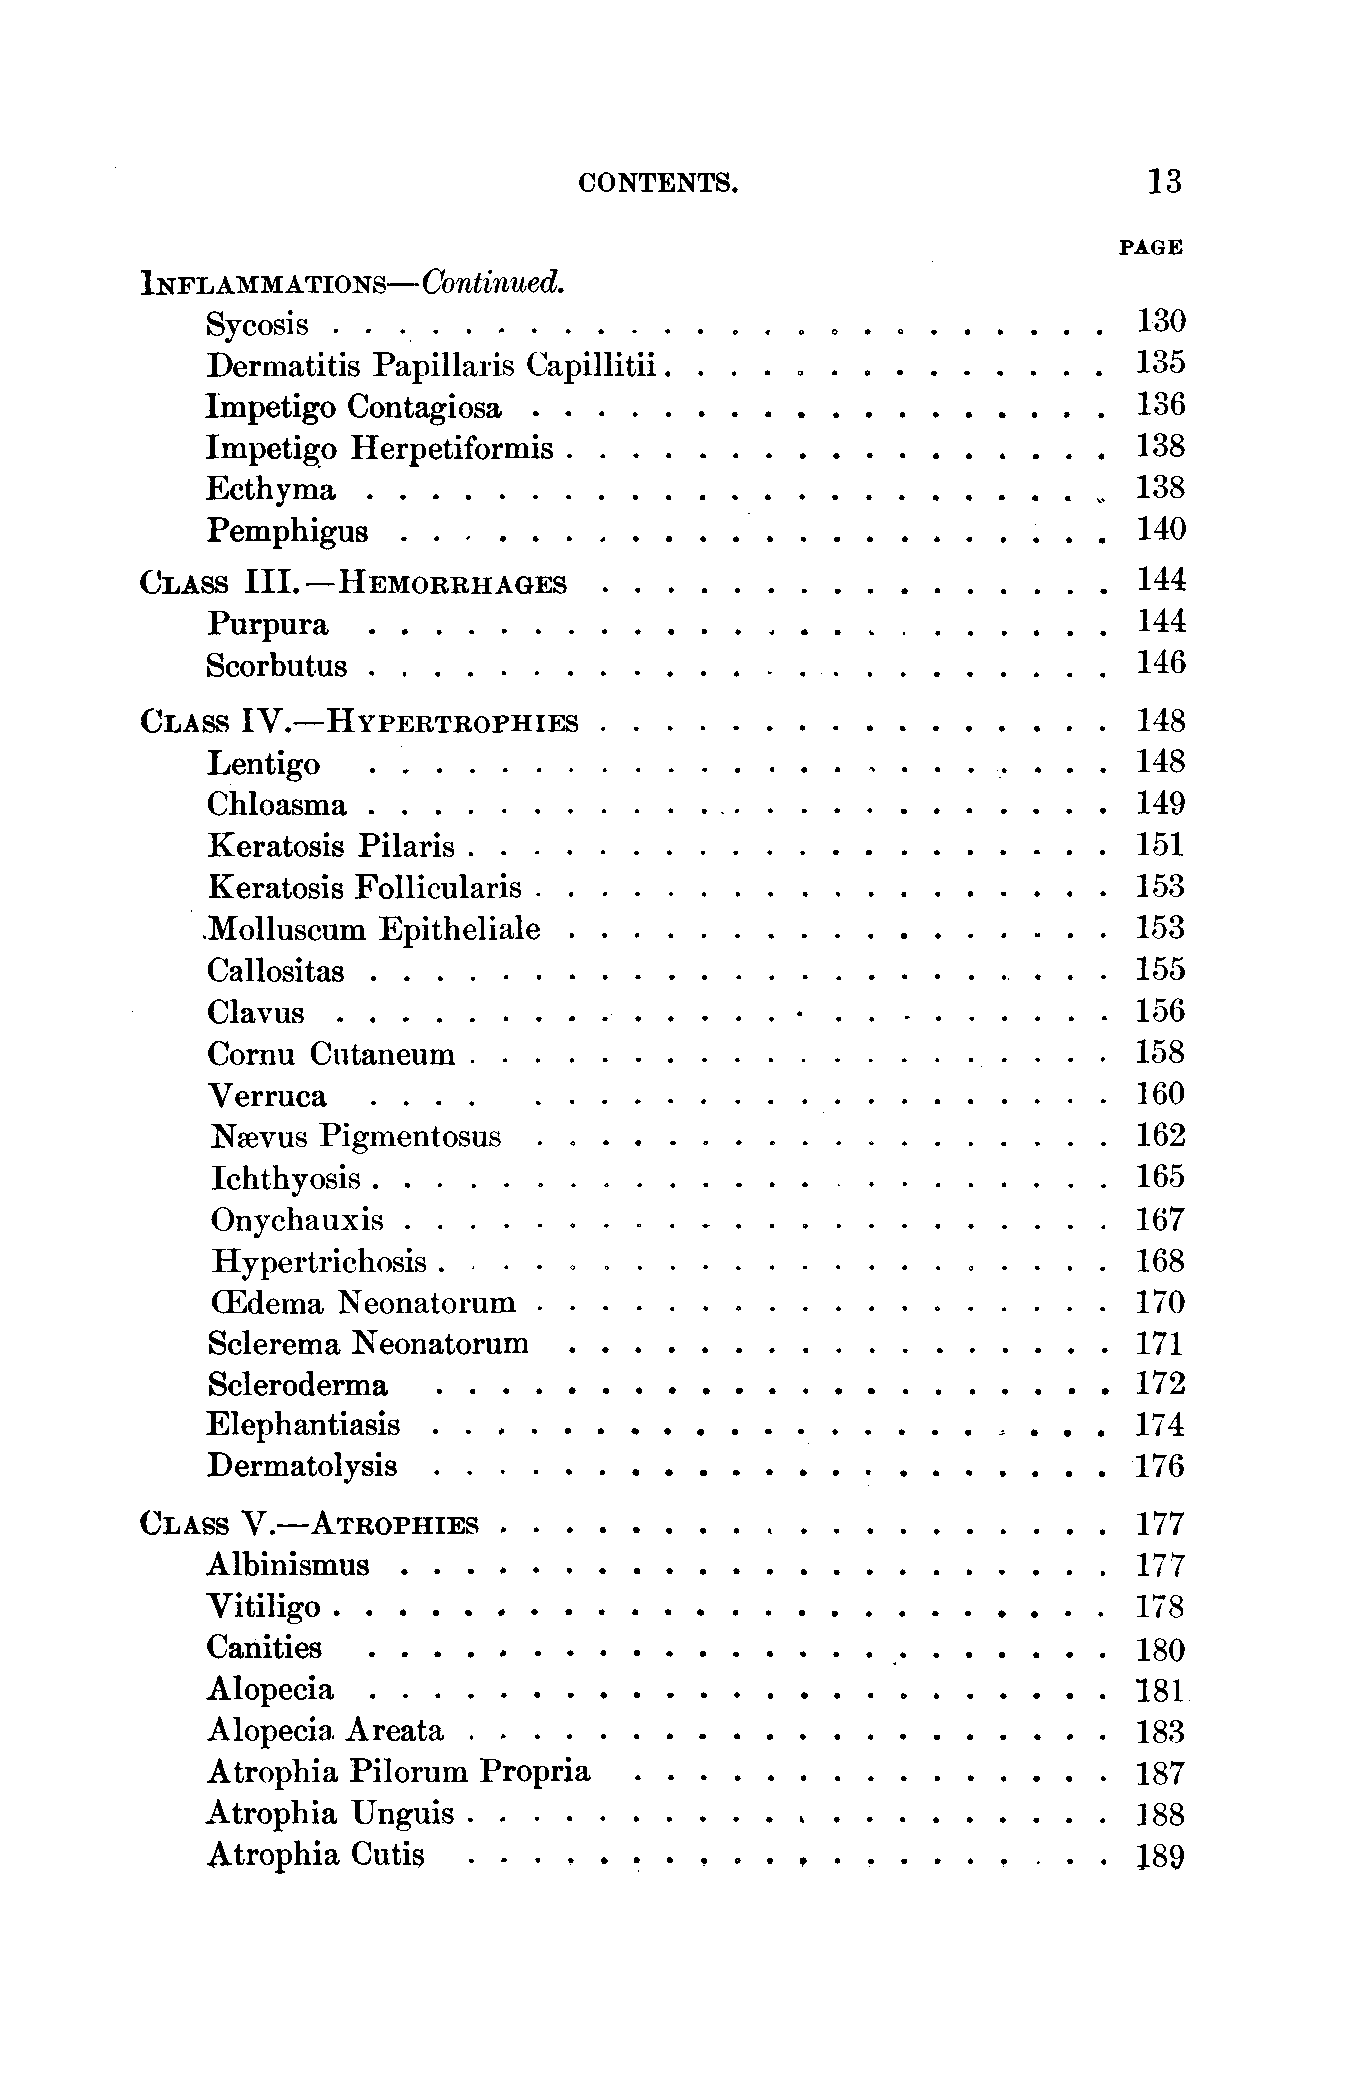 CONTENTS. 13
PAGE
INFLAMMATIONS—Continued.
Sycosis . . . . . . . . . . . . . . . . . . . . . . . . 130
Dermatitis Papillaris Capillitii . . . . . . . . . . . . . . 135
Impetigo Contagiosa . . . . . . . . . . . . . . . . . . 136
Impetigo Herpetiformis . . . . . . . . . . . . . . . . . 138
Ecthyma . . . . . . . . . . . . . . . . . . . . . . . 138
Pemphigus . . . . . . . . . . . . . . . . . . . . . . 140
CLASS III.—HEMORRHAGES . . . . . . . . . . . . . . . . 144
Purpura . . . . . . . . . . . . . . . . . . . . . . . 144
Scorbutus . . . . . . . . . . . . . . . . . . . . . . . 146
CLASS IV.—HYPERTROPHIES . . . . . . . . . . . . . . . . 148
Lentigo . . . . . . . . . . . . . . . . . . . . . . . 148
Chloasma . . . . . . . . . . . . . . . . . . . . . . . 149
Keratosis Pilaris . . . . . . . . . . . . . . . . . . . . 151
Keratosis Follicularis . . . . . . . . . . . . . . . . . . 153
Molluscum Epitheliale . . . . . . . . . . . . . . . . . 153
Callositas . . . . . . . . . . . . . . . . . . . . . . . 155
Clavus . . . . . . . . . . . . . . . . . . . . . . . . 156
Cornu Cutaneum . . . . . . . . . . . . . . . . . . . . 158
Verruca . . . . . . . . . . . . . . . . . . . . . . 160
Nævus Pigmentosus . . . . . . . . . . . . . . . . . . 162
Ichthyosis . . . . . . . . . . . . . . . . . . . . . . . 165
Onychauxis . . . . . . . . . . . . . . . . . . . . . . 167
Hypertrichosis . . . . . . . . . . . . . . . . . . . . . 168
Œdema Neonatorum . . . . . . . . . . . . . . . . . . 170
Sclerema Neonatorum . . . . . . . . . . . . . . . . . 171
Scleroderma . . . . . . . . . . . . . . . . . . . . . 172
Elephantiasis . . . . . . . . . . . . . . . . . . . . . 174
Dermatolysis . . . . . . . . . . . . . . . . . . . . . 176
CLASS V.—ATROPHIES . . . . . . . . . . . . . . . . . . . 177
Albinismus . . . . . . . . . . . . . . . . . . . . . . 177
Vitiligo . . . . . . . . . . . . . . . . . . . . . . . . 178
Canities . . . . . . . . . . . . . . . . . . . . . . . 180
Alopecia . . . . . . . . . . . . . . . . . . . . . . . 181
Alopecia Areata . . . . . . . . . . . . . . . . . . . . 183
Atrophia Pilorum Propria . . . . . . . . . . . . . . . 187
Atrophia Unguis . . . . . . . . . . . . . . . . . . . . 188
Atrophia Cutis . . . . . . . . . . . . . . . . . . . . 189